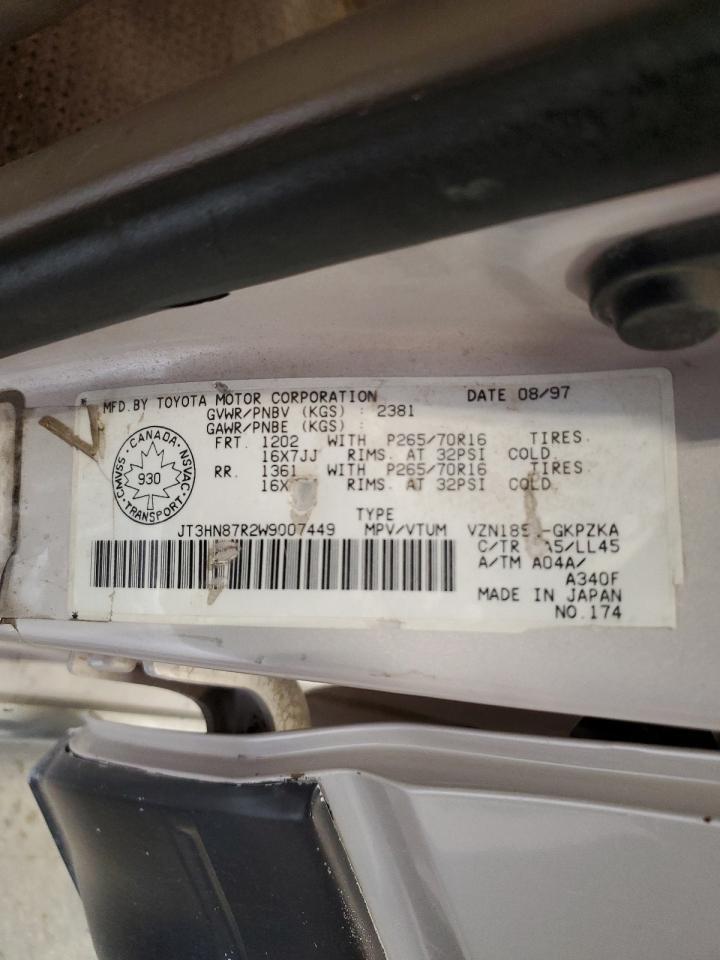 MFD. BY TOYOTA MOTOR CORPORATION DATE 08/97
GVWR/PNBV (KGS) : 2381
GAWR/PNBE (KGS) :
FRT. 1202 WITH P265/70R16 TIRES
16X7JJ RIMS. AT 32PSI COLD.
RR. 1361 WITH P265/70R16 TIRES
16X RIMS. AT 32PSI COLD
CANADA
CMVSS 930 NSVAC
TRANSPORT
TYPE
JT3HN87R2W9007449 MPV/VTUM -GKPZKA
C/TR /LL45
A/TM A04A/
A340F
MADE IN JAPAN
NO. 174
V